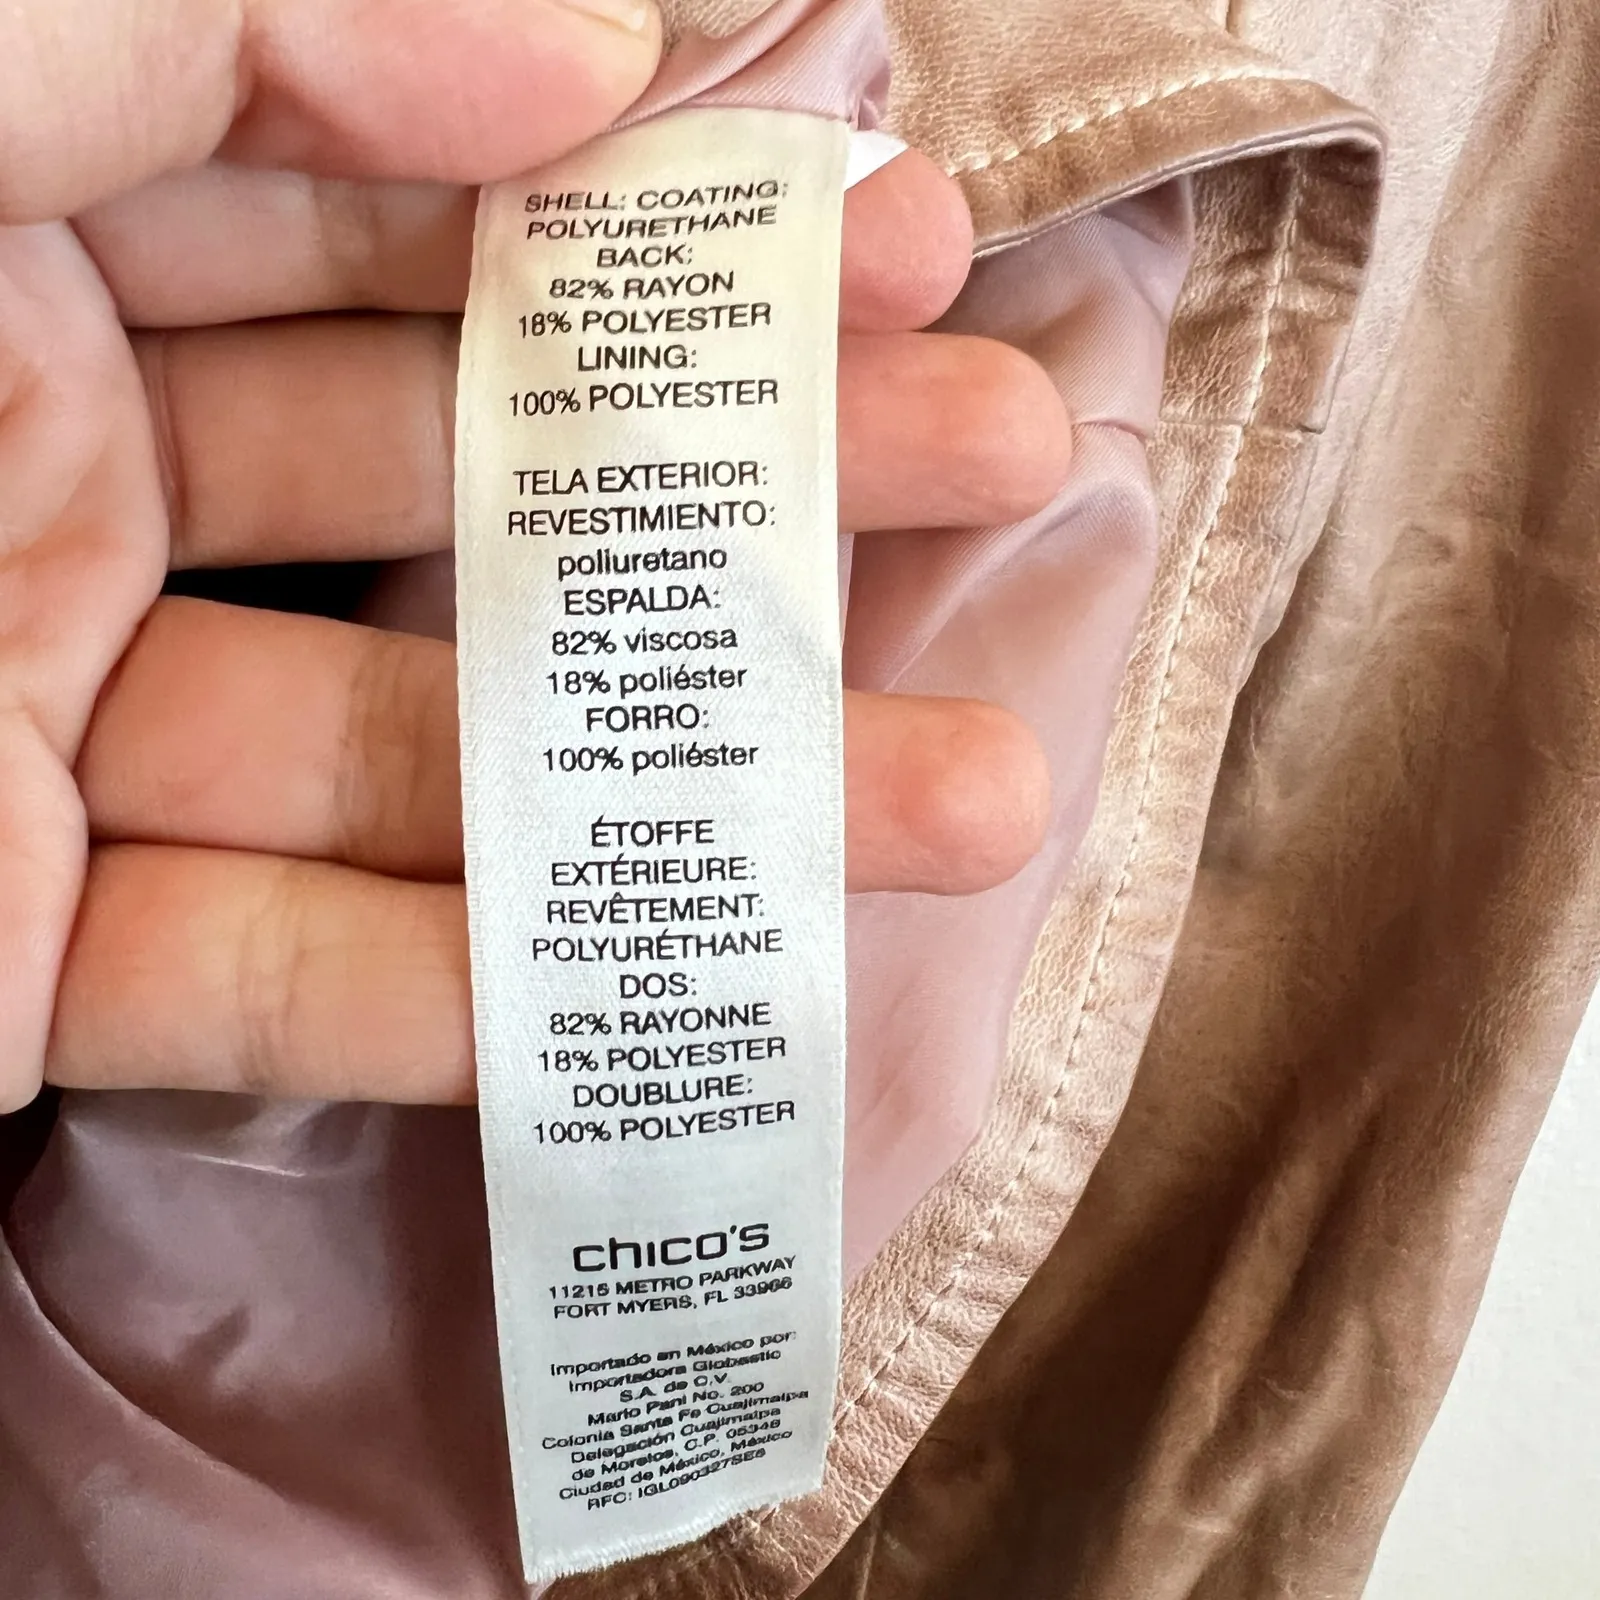 SHELL: COATING:
POLYURETHANE
BACK:
82% RAYON
18% POLYESTER
LINING:
100% POLYESTER
TELA EXTERIOR:
REVESTIMIENTO:
poliuretano
ESPALDA:
82% viscosa
18% poliéster
FORRO:
100% poliéster
ÉTOFFE
EXTÉRIEURE:
REVÊTEMENT:
POLYURÉTHANE
DOS:
82% RAYONNE
18% POLYESTER
DOUBLURE:
100% POLYESTER
chico's
11215 METRO PARKWAY
FORT MYERS, FL 33966
Importado en México por:
Importadora Globastic
S.A. de C.V.
Mario Pani No. 200
Colonia Santa Fe Cuajimalpa
Delegación Cuajimalpa
de Morelos, C.P. 05348
Ciudad de México, México
RFC: IGL090327SE6